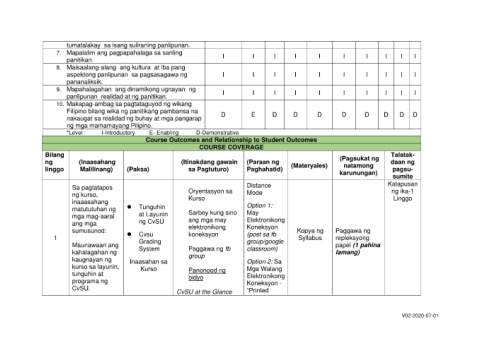 tumatalakay sa isang suliraning panlipunan.
7. Mapalalim ang pagpapahalaga sa sariling panitikan. I I I I I I I I I I
8. Maisaalang-alang ang kultura at iba pang aspektong panlipunan sa pagsasagawa ng pananaliksik. I I I I I I I I I I
9. Mapahalagahan ang dinamikong ugnayan ng panlipunan realidad at ng panitikan. I I I I I I I I I I
10. Makapag-ambag sa pagtataguyod ng wikang Filipino bilang wika ng panitikang pambansa na nakaugat sa realidad ng buhay at mga pangarap ng mga mamamayang Pilipino. D E D D D D D D D D
*Level: I-Introductory E- Enabling D-Demonstrative
Course Outcomes and Relationship to Student Outcomes
COURSE COVERAGE
Bilang ng linggo
(Inaasahang Malilinang)
(Paksa)
(Itinakdang gawain sa Pagtuturo)
(Paraan ng Paghahatid)
(Materyales)
(Pagsukat ng natamong karunungan)
Talatak-daan ng pagsu-sumite
1
Sa pagtatapos
ng kurso,
inaasahang
matututuhan ng
mga mag-aaral
ang mga
sumusunod:
Maunawaan ang
kahalagahan ng
kaugnayan ng
kurso sa layunin,
tunguhin at
programa ng
CvSU.
● Tunguhin
at Layunin
ng CvSU
● Cvsu
Grading
System
Inaasahan sa
Kurso
Oryentasyon sa
Kurso
Sarbey kung sino
ang mga may
elektronikong
koneksyon
Paggawa ng fb
group
Panonood ng
bidyo
CvSU at the Glance
Distance
Mode
Option 1:
May
Elektronikong
Koneksyon
(post sa fb
group/google
classroom)
Option 2: Sa
Mga Walang
Elektronikong
Koneksyon -
*Printed
Kopya ng
Syllabus
Paggawa ng
repleksyong
papel (1 pahina
lamang)
Katapusan
ng ika-1
Linggo
V02-2020-07-01